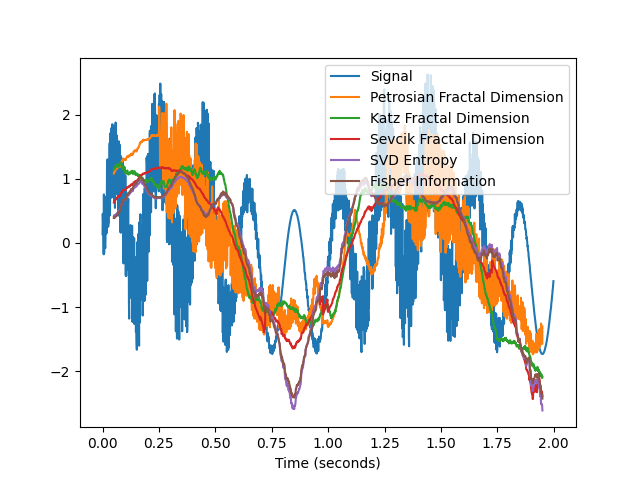 Signal
Petrosian Fractal Dimension
Katz Fractal Dimension
Sevcik Fractal Dimension
SVD Entropy
Fisher Information
2
1
0
−1
−2
0.00 0.25 0.50 0.75 1.00 1.25 1.50 1.75 2.00
Time (seconds)